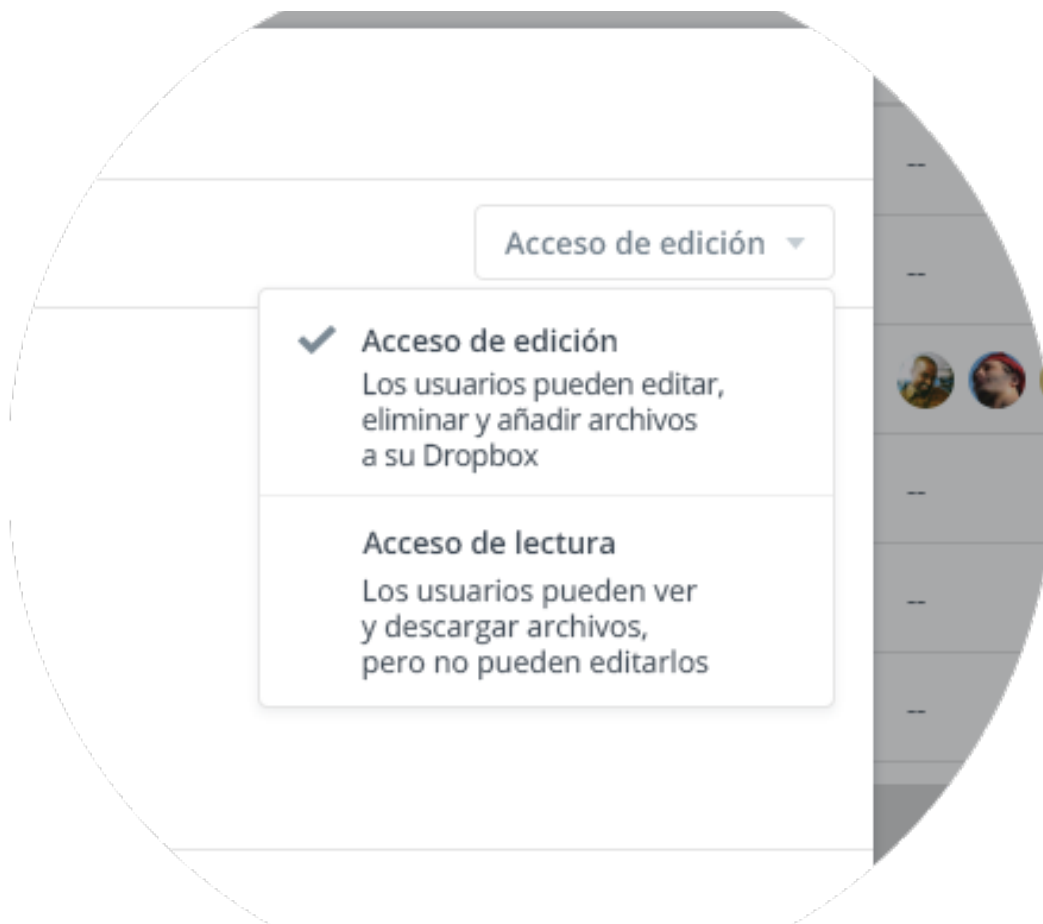 --
Acceso de edición
--
Acceso de edición
Los usuarios pueden editar,
eliminar y añadir archivos
a su Dropbox
--
Acceso de lectura
Los usuarios pueden ver
y descargar archivos,
pero no pueden editarlos
--
--